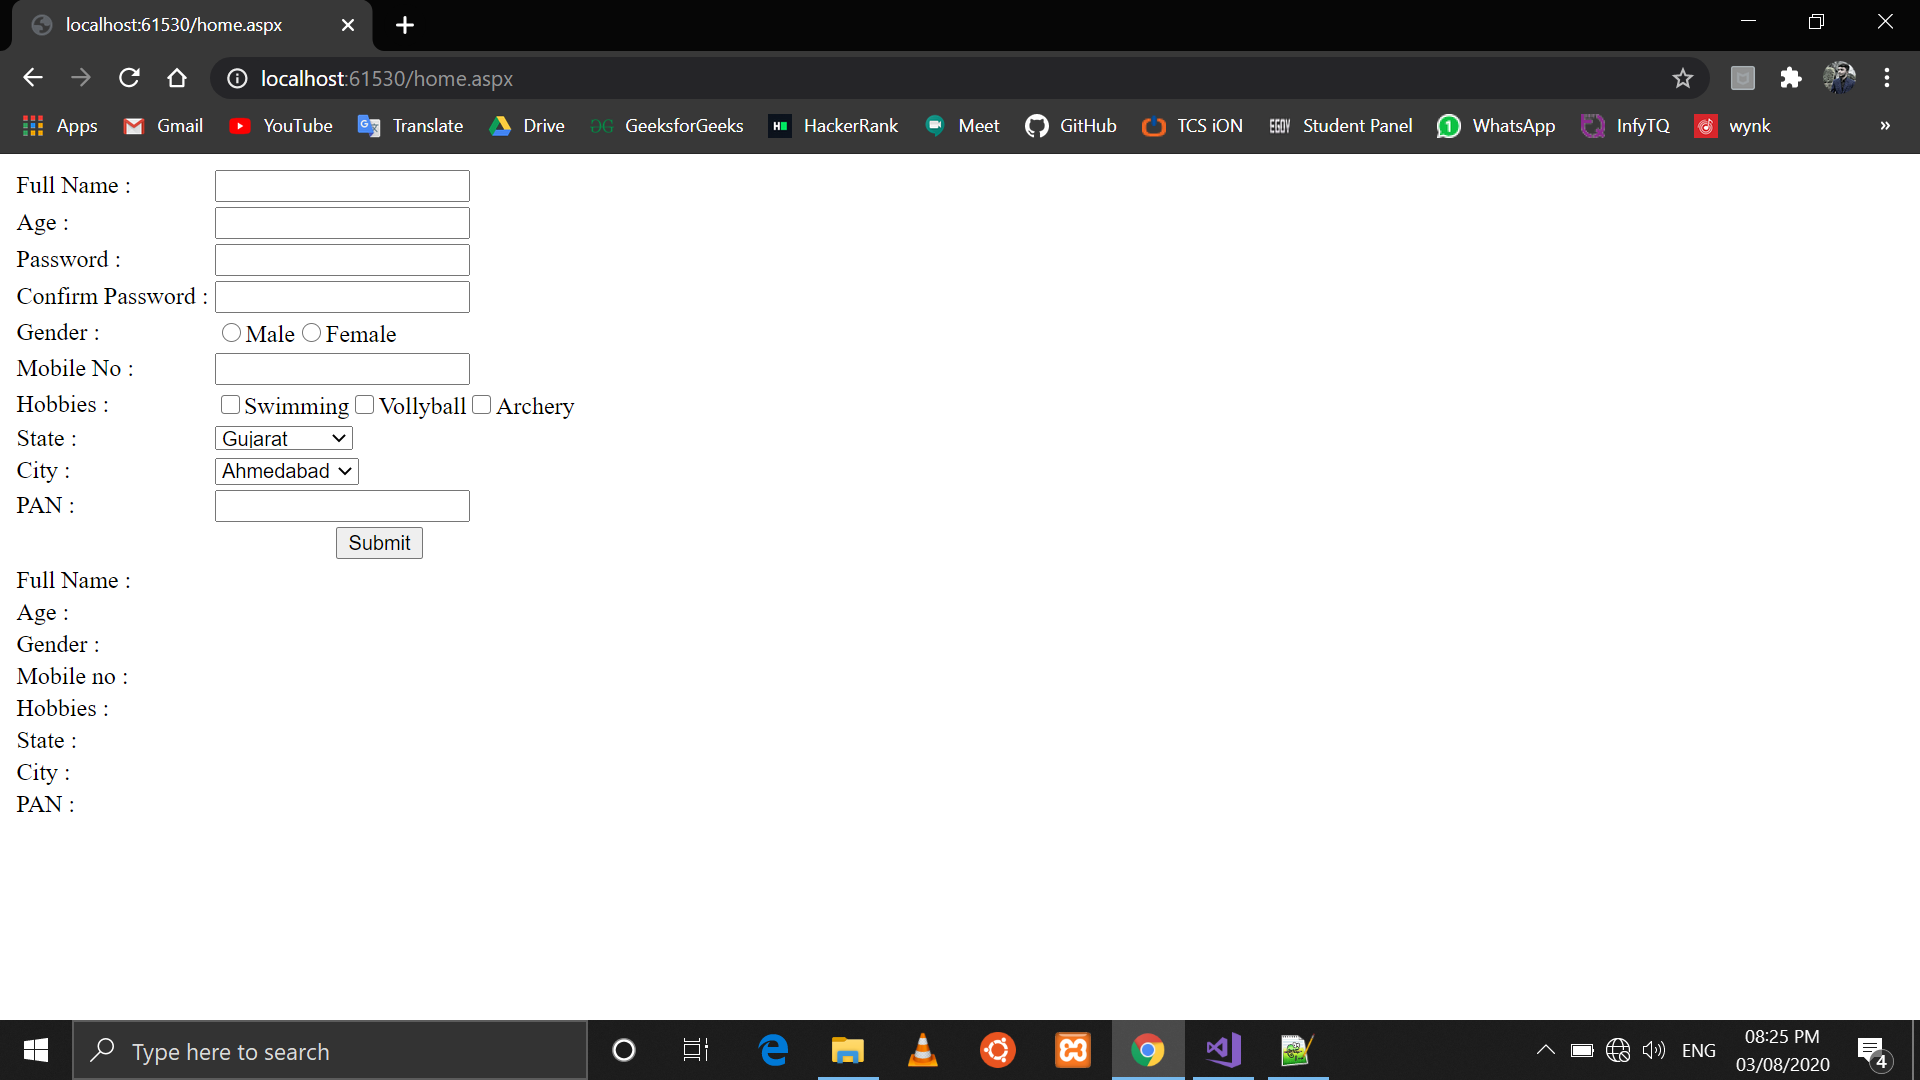 localhost:61530/home.aspx
localhost:61530/home.aspx
Apps Gmail YouTube Translate Drive GeeksforGeeks HackerRank Meet GitHub TCS iON EGOV Student Panel WhatsApp InfyTQ wynk »
Full Name :
Age :
Password :
Confirm Password :
Gender : Male Female
Mobile No :
Hobbies : Swimming Vollyball Archery
State : Gujarat
City : Ahmedabad
PAN :
Submit
Full Name :
Age :
Gender :
Mobile no :
Hobbies :
State :
City :
PAN :
Type here to search
ENG
08:25 PM
03/08/2020
4